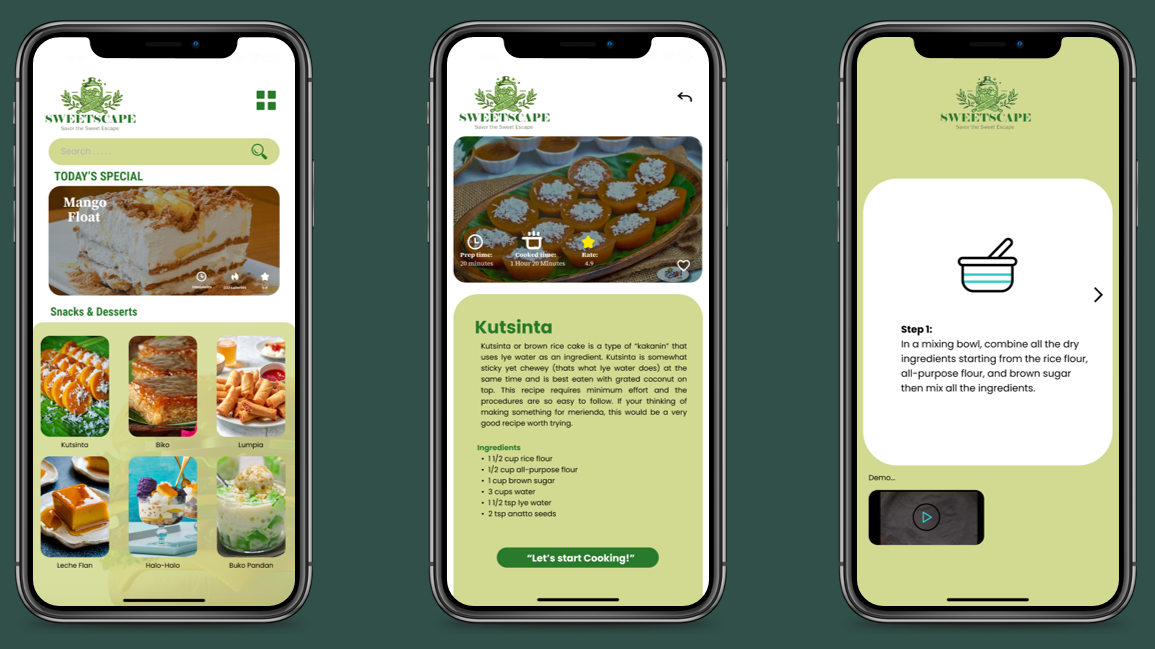 SWEETSCAPE
Savor the Sweet Escape
Search . . . . .
TODAY'S SPECIAL
Mango
Float
Snacks & Desserts
Kutsinta
Biko
Lumpia
Leche Flan
Halo-Halo
Buko Pandan
SWEETSCAPE
Savor the Sweet Escape
Prep time:
20 minutes
Cooked time:
1 Hour 20 Minutes
Rate:
4.9
Kutsinta
Kutsinta or brown rice cake is a type of "kakanin" that
uses lye water as an ingredient. Kutsinta is somewhat
sticky yet chewey (thats what lye water does) at the
same time and is best eaten with grated coconut on
top. This recipe requires minimum effort and the
procedures are so easy to follow. If your thinking of
making something for merienda, this would be a very
good recipe worth trying.
Ingredients
• 1 1/2 cup rice flour
• 1/2 cup all-purpose flour
• 1 cup brown sugar
• 3 cups water
• 1 1/2 tsp lye water
• 2 tsp anatto seeds
"Let's start Cooking!"
SWEETSCAPE
Savor the Sweet Escape
Step 1:
In a mixing bowl, combine all the dry
ingredients starting from the rice flour,
all-purpose flour, and brown sugar
then mix all the ingredients.
Demo...